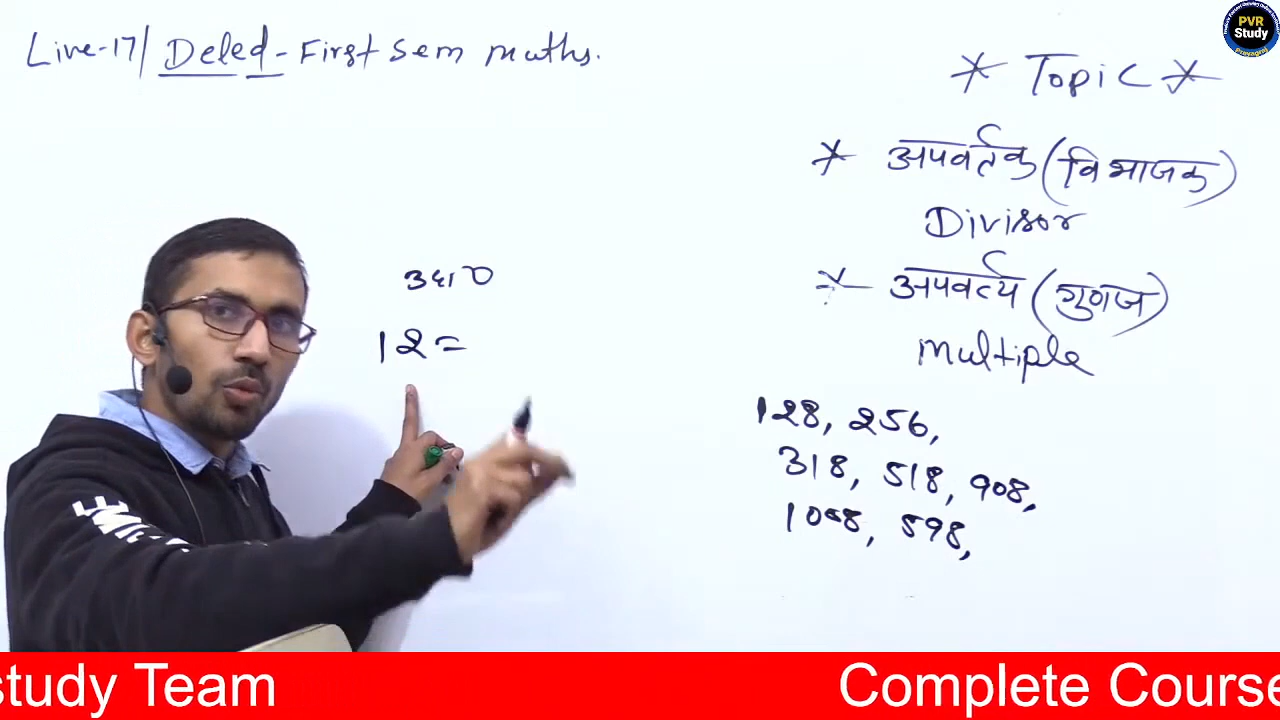 Live-17/ Deled - First Sem maths.
* Topic *
* अपवर्तक (विभाजक)
Divisor
* अपवर्त्य (गुणज)
multiple
12 =
128, 256,
318, 518, 908,
598,
PVR
Study
Prayagraj
study Team
Complete Course